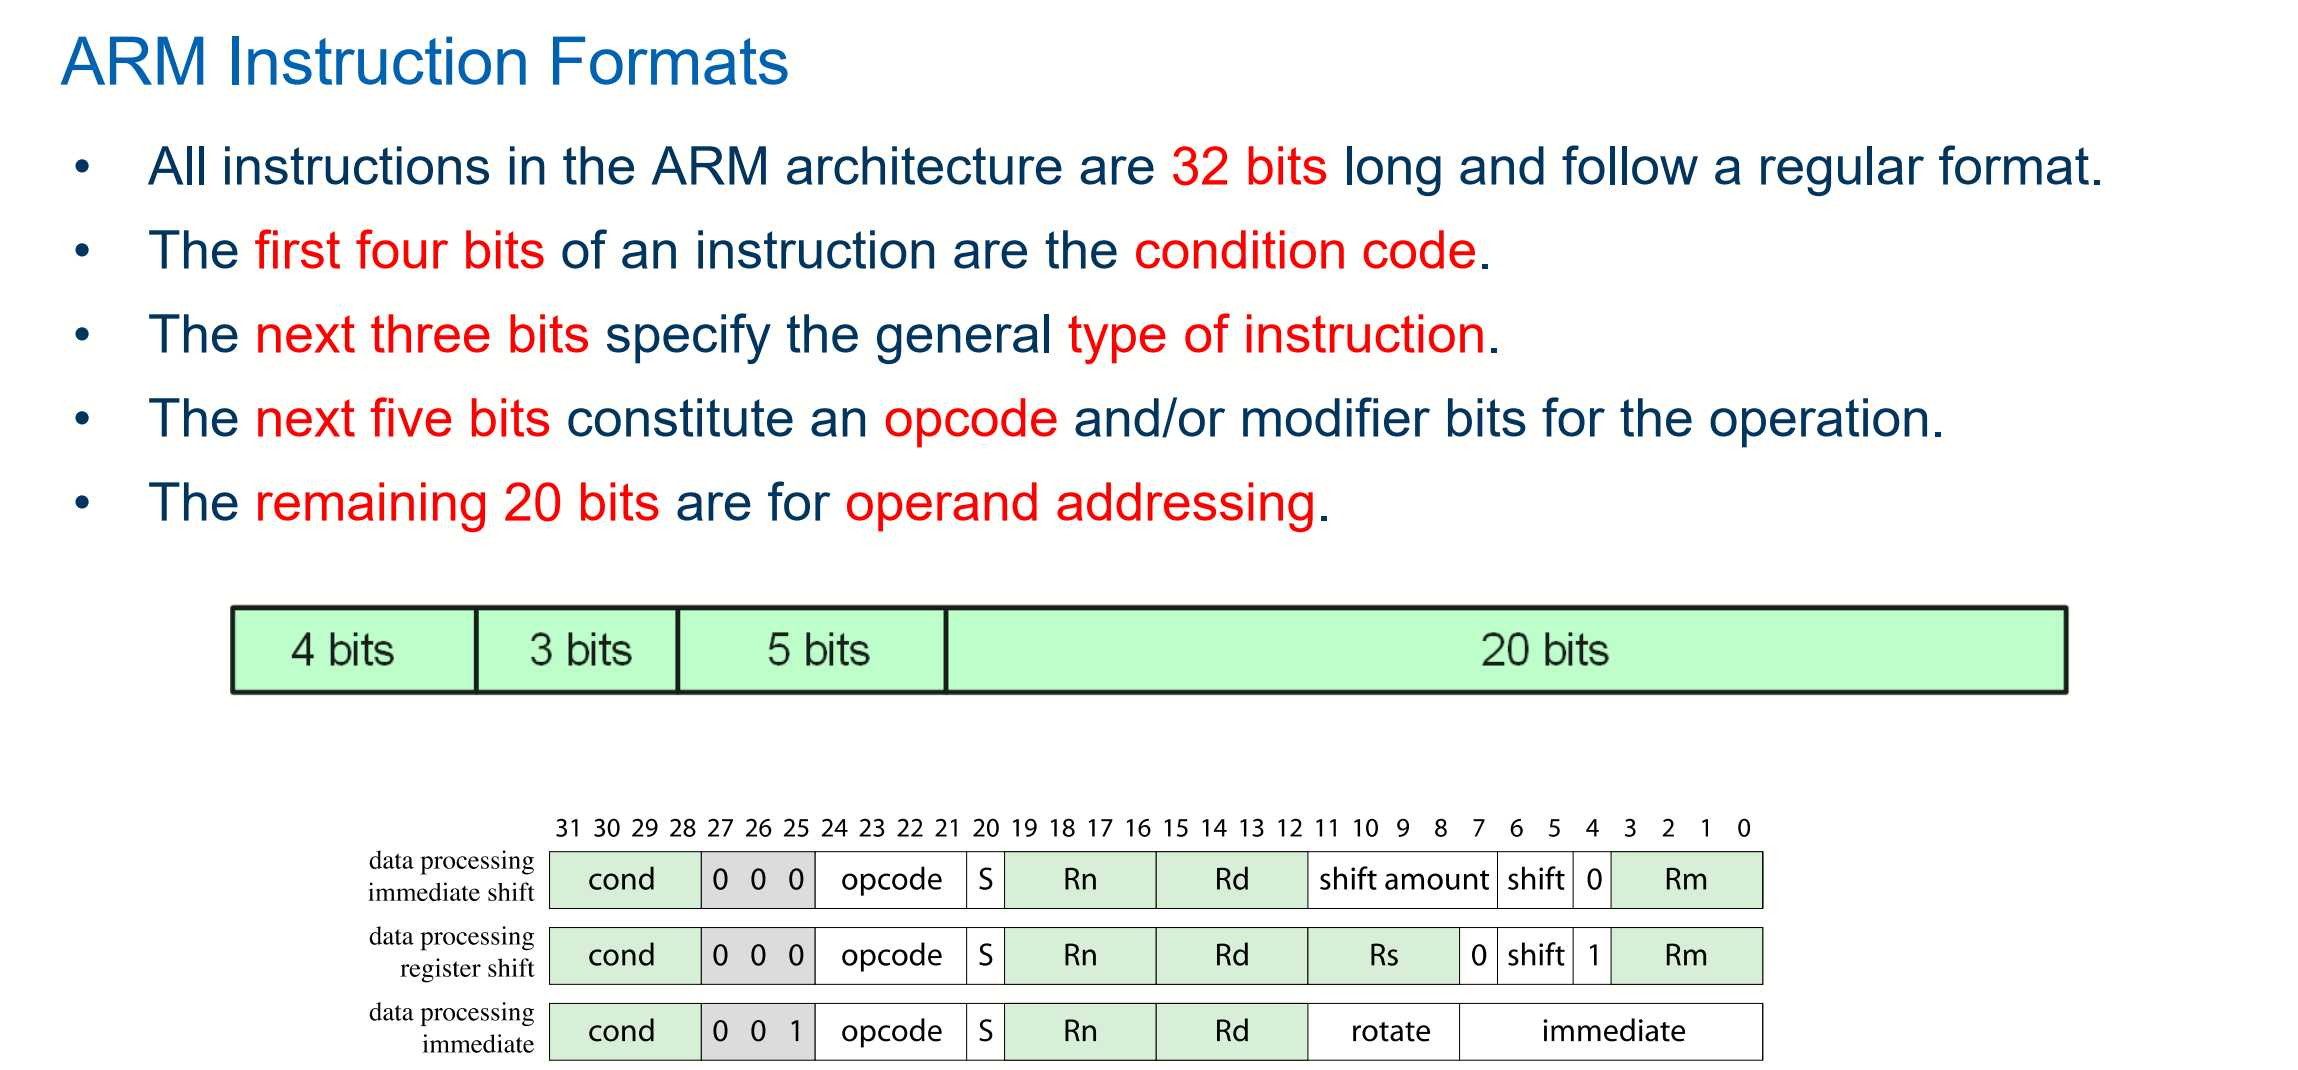 ARM Instruction Formats
• All instructions in the ARM architecture are 32 bits long and follow a regular format.
• The first four bits of an instruction are the condition code.
• The next three bits specify the general type of instruction.
• The next five bits constitute an opcode and/or modifier bits for the operation.
• The remaining 20 bits are for operand addressing.
4 bits 3 bits 5 bits 20 bits
31 30 29 28 27 26 25 24 23 22 21 20 19 18 17 16 15 14 13 12 11 10 9 8 7 6 5 4 3 2 1 0
data processing
immediate shift cond 0 0 0 opcode S Rn Rd shift amount shift 0 Rm
data processing
register shift cond 0 0 0 opcode S Rn Rd Rs 0 shift 1 Rm
data processing
immediate cond 0 0 1 opcode S Rn Rd rotate immediate